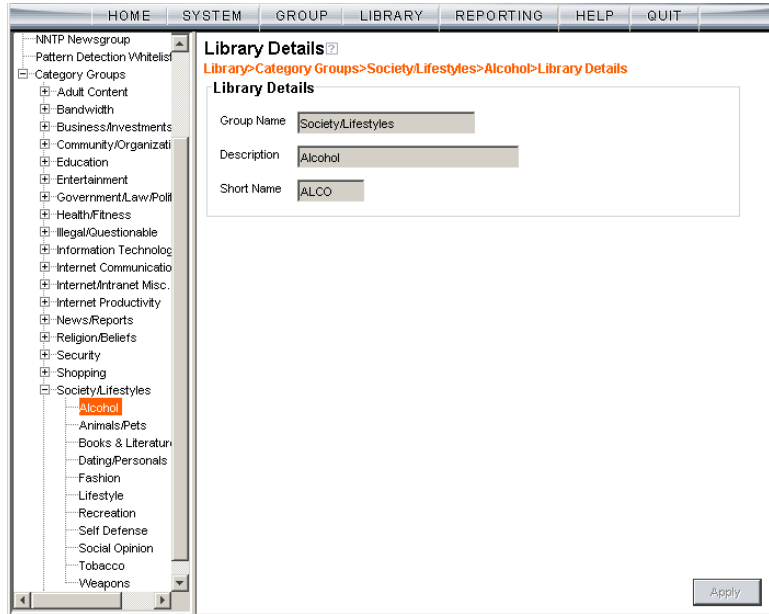 HOME SYSTEM GROUP LIBRARY REPORTING HELP QUIT
NNTP Newsgroup
Pattern Detection Whitelist
Category Groups
Adult Content
Bandwidth
Business/Investments
Community/Organizati
Education
Entertainment
Government/Law/Polit
Health/Fitness
Illegal/Questionable
Information Technolog
Internet Communicatio
Internet/Intranet Misc.
Internet Productivity
News/Reports
Religion/Beliefs
Security
Shopping
Society/Lifestyles
Alcohol
Animals/Pets
Books & Literature
Dating/Personals
Fashion
Lifestyle
Recreation
Self Defense
Social Opinion
Tobacco
Weapons
Library Details
Library>Category Groups>Society/Lifestyles>Alcohol>Library Details
Library Details
Group Name Society/Lifestyles
Description Alcohol
Short Name ALCO
Apply